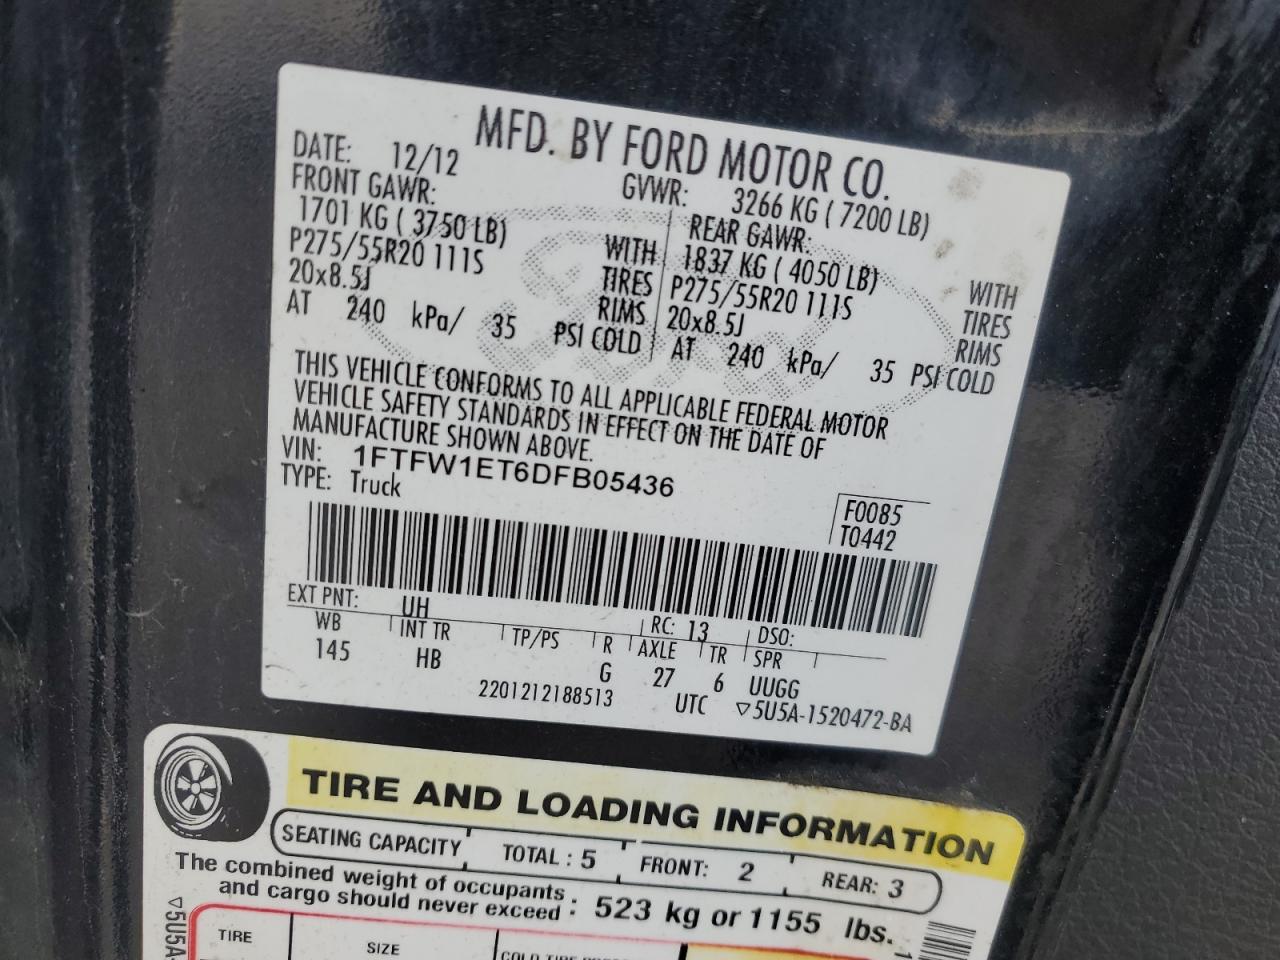 MFD. BY FORD MOTOR CO.
DATE: 12/12 GVWR: 3266 KG ( 7200 LB)
FRONT GAWR: REAR GAWR:
1701 KG ( 3750 LB) WITH 1837 KG ( 4050 LB) WITH
P275/55R20 111S TIRES P275/55R20 111S TIRES
20x8.5J RIMS 20x8.5J RIMS
AT 240 kPa/ 35 PSI COLD AT 240 kPa/ 35 PSI COLD
THIS VEHICLE CONFORMS TO ALL APPLICABLE FEDERAL MOTOR
VEHICLE SAFETY STANDARDS IN EFFECT ON THE DATE OF
MANUFACTURE SHOWN ABOVE.
VIN: 1FTFW1ET6DFB05436
TYPE: Truck
F0085
T0442
EXT PNT: UH RC: 13 DSO:
WB INT TR TP/PS R AXLE TR SPR
145 HB G 27 6 UUGG
2201212188513 UTC ▽5U5A-1520472-BA
TIRE AND LOADING INFORMATION
SEATING CAPACITY TOTAL : 5 FRONT: 2 REAR: 3
The combined weight of occupants
and cargo should never exceed : 523 kg or 1155 lbs.
TIRE SIZE
▽5U5A-